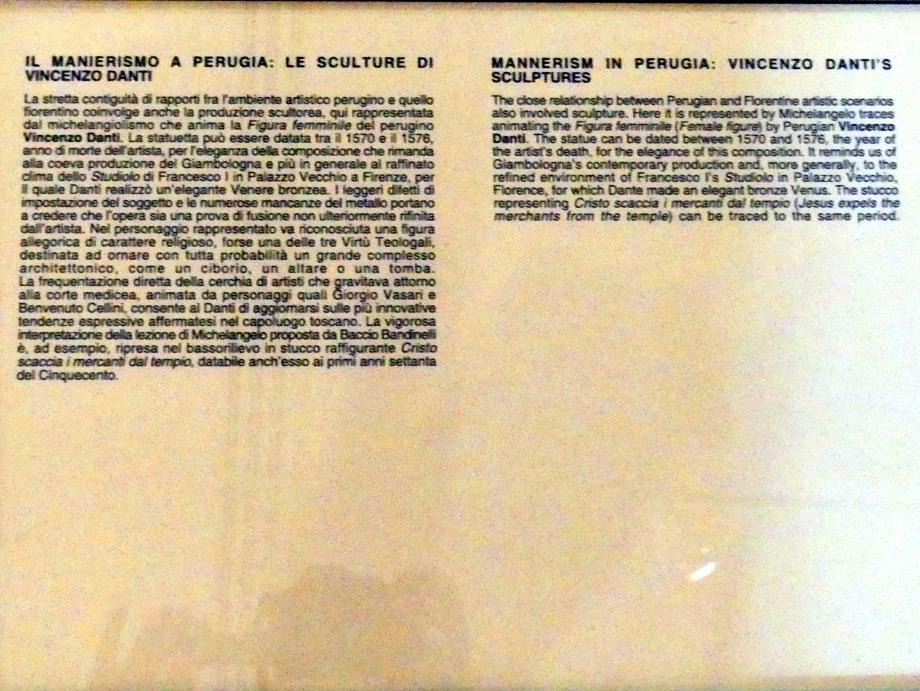 IL MANIERISMO A PERUGIA: LE SCULTURE DI
VINCENZO DANTI
La stretta contiguità di rapporti fra l'ambiente artistico perugino e quello
fiorentino coinvolge anche la produzione scultorea, qui rappresentata
dal michelangiolismo che anima la Figura femminile del perugino
Vincenzo Danti. La statuetta può essere datata tra il 1570 e il 1576,
anno di morte dell'artista, per l'eleganza della composizione che rimanda
alla coeva produzione del Giambologna e più in generale al raffinato
clima dello Studiolo di Francesco I in Palazzo Vecchio a Firenze, per
il quale Danti realizzò un'elegante Venere bronzea. I leggeri difetti di
impostazione del soggetto e le numerose mancanze del metallo portano
a credere che l'opera sia una prova di fusione non ulteriormente rifinita
dall'artista. Nel personaggio rappresentato va riconosciuta una figura
allegorica di carattere religioso, forse una delle tre Virtù Teologali,
destinata ad ornare con tutta probabilità un grande complesso
architettonico, come un ciborio, un altare o una tomba.
La frequentazione diretta della cerchia di artisti che gravitava attorno
alla corte medicea, animata da personaggi quali Giorgio Vasari e
Benvenuto Cellini, consente al Danti di aggiornarsi sulle più innovative
tendenze espressive affermatesi nel capoluogo toscano. La vigorosa
interpretazione della lezione di Michelangelo proposta da Baccio Bandinelli
è, ad esempio, ripresa nel bassorilievo in stucco raffigurante Cristo
scaccia i mercanti dal tempio, databile anch'esso ai primi anni settanta
del Cinquecento.
MANNERISM IN PERUGIA: VINCENZO DANTI'S
SCULPTURES
The close relationship between Perugian and Florentine artistic scenarios
also involved sculpture. Here it is represented by Michelangelo traces
animating the Figura femminile (Female figure) by Perugian Vincenzo
Danti. The statue can be dated between 1570 and 1576, the year of
the artist's death, for the elegance of this composition. It reminds us of
Giambologna's contemporary production and, more generally, to the
refined environment of Francesco I's Studiolo in Palazzo Vecchio,
Florence, for which Dante made an elegant bronze Venus. The stucco
representing Cristo scaccia i mercanti dal tempio (Jesus expels the
merchants from the temple) can be traced to the same period.